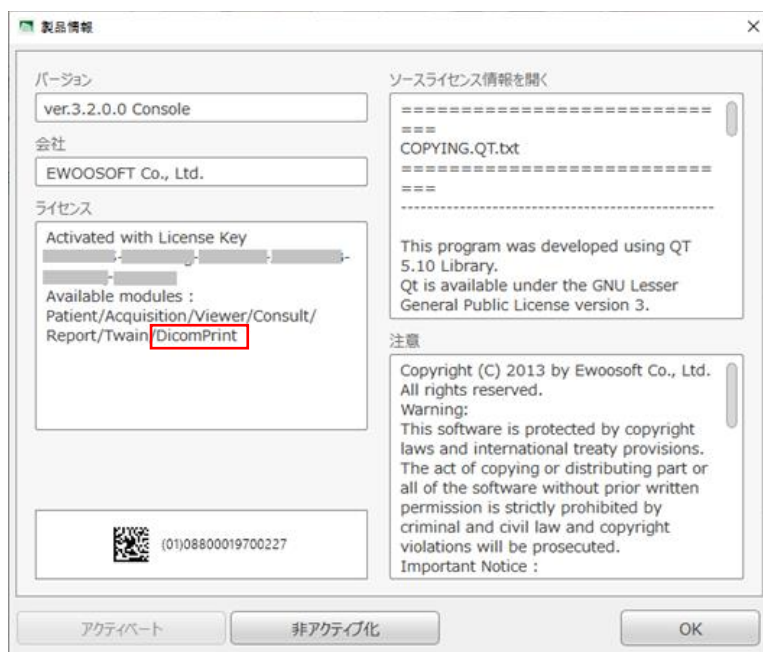 製品情報
バージョン
ver.3.2.0.0 Console
会社
EWOOSOFT Co., Ltd.
ライセンス
Activated with License Key
Available modules :
Patient/Acquisition/Viewer/Consult/
Report/Twain/DicomPrint
(01)08800019700227
ソースライセンス情報を開く
==========================
===
COPYING.QT.txt
==========================
===
-----------------------------------------------
This program was developed using QT
5.10 Library.
Qt is available under the GNU Lesser
General Public License version 3.
注意
Copyright (C) 2013 by Ewoosoft Co., Ltd.
All rights reserved.
Warning:
This software is protected by copyright
laws and international treaty provisions.
The act of copying or distributing part or
all of the software without prior written
permission is strictly prohibited by
criminal and civil law and copyright
violations will be prosecuted.
Important Notice :
アクティベート
非アクティブ化
OK